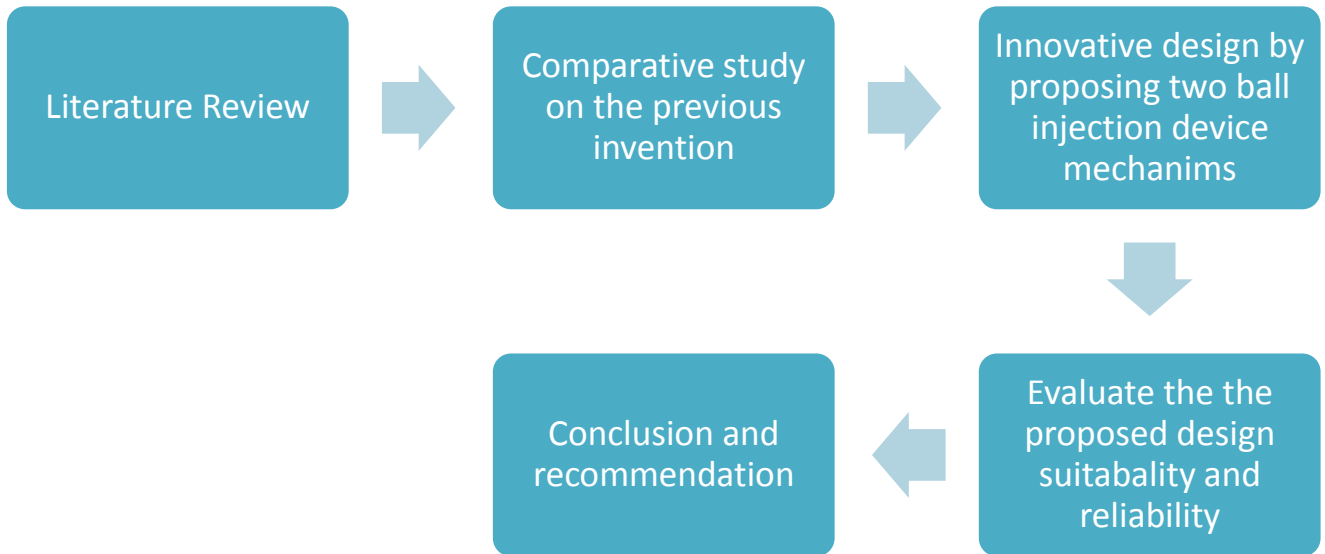 Literature Review
Comparative study
on the previous
invention
Innovative design by
proposing two ball
injection device
mechanims
Evaluate the the
proposed design
suitabality and
reliability
Conclusion and
recommendation